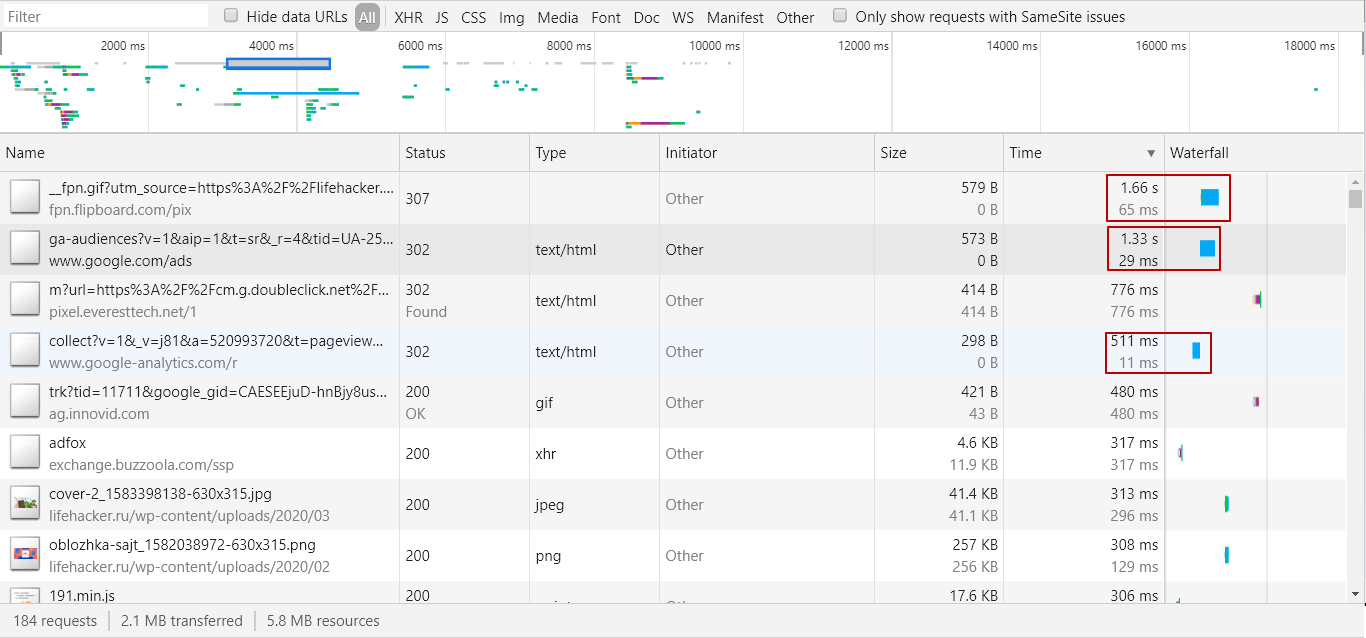 Filter Hide data URLs All XHR JS CSS Img Media Font Doc WS Manifest Other Only show requests with SameSite issues
2000 ms 4000 ms 6000 ms 8000 ms 10000 ms 12000 ms 14000 ms 16000 ms 18000 ms
Name Status Type Initiator Size Time ▼ Waterfall
__fpn.gif?utm_source=https%3A%2F%2Flifehacker.... 307 Other 579 B 1.66 s
fpn.flipboard.com/pix 0 B 65 ms
ga-audiences?v=1&aip=1&t=sr&_r=4&tid=UA-25... 302 text/html Other 573 B 1.33 s
www.google.com/ads 0 B 29 ms
m?url=https%3A%2F%2Fcm.g.doubleclick.net%2F... 302 text/html Other 414 B 776 ms
pixel.everesttech.net/1 Found 414 B 776 ms
collect?v=1&_v=j81&a=520993720&t=pageview... 302 text/html Other 298 B 511 ms
www.google-analytics.com/r 0 B 11 ms
trk?tid=11711&google_gid=CAESEEjuD-hnBjy8us... 200 gif Other 421 B 480 ms
ag.innovid.com OK 43 B 480 ms
adfox 200 xhr Other 4.6 KB 317 ms
exchange.buzzoola.com/ssp 11.9 KB 317 ms
cover-2_1583398138-630x315.jpg 200 jpeg Other 41.4 KB 313 ms
lifehacker.ru/wp-content/uploads/2020/03 41.1 KB 296 ms
oblozhka-sajt_1582038972-630x315.png 200 png Other 257 KB 308 ms
lifehacker.ru/wp-content/uploads/2020/02 256 KB 129 ms
191.min.js 200 17.6 KB 306 ms
184 requests 2.1 MB transferred 5.8 MB resources